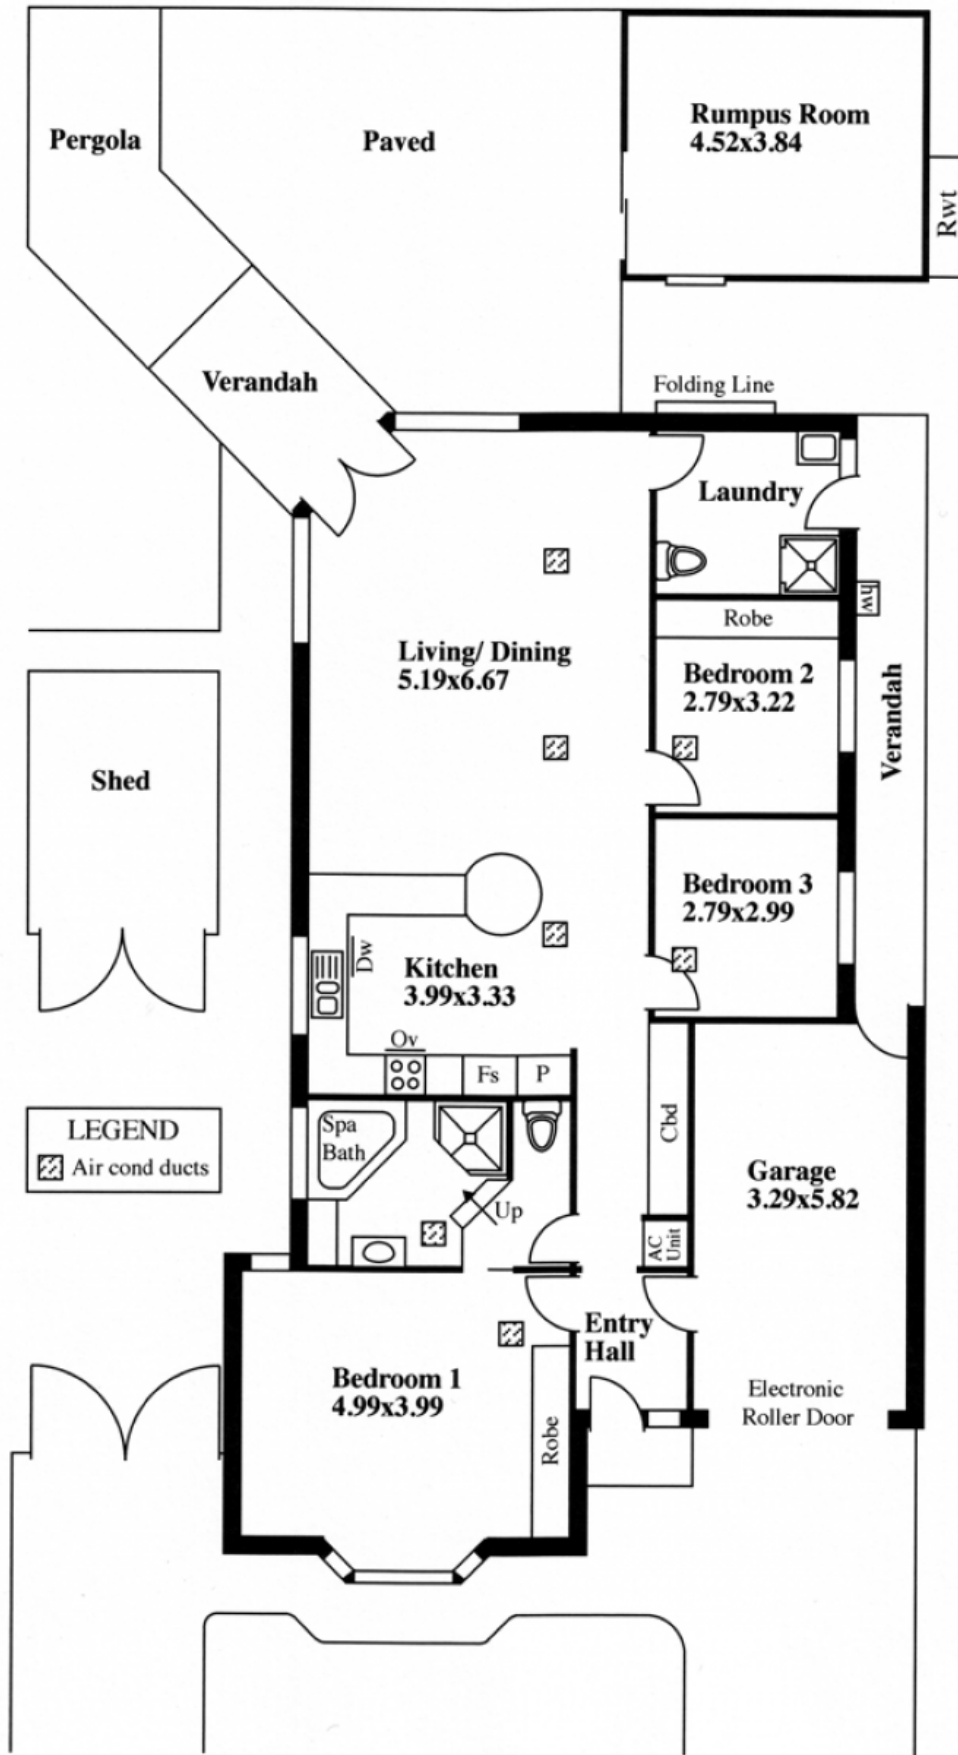 Pergola
Paved
Rumpus Room
4.52x3.84
Rwt
Verandah
Folding Line
Laundry
hw
Robe
Living/ Dining
5.19x6.67
Bedroom 2
2.79x3.22
Verandah
Shed
Bedroom 3
2.79x2.99
Dw
Kitchen
3.99x3.33
Ov
Fs
P
LEGEND
Air cond ducts
Spa
Bath
Cbd
Up
Garage
3.29x5.82
AC
Unit
Entry
Hall
Bedroom 1
4.99x3.99
Robe
Electronic
Roller Door